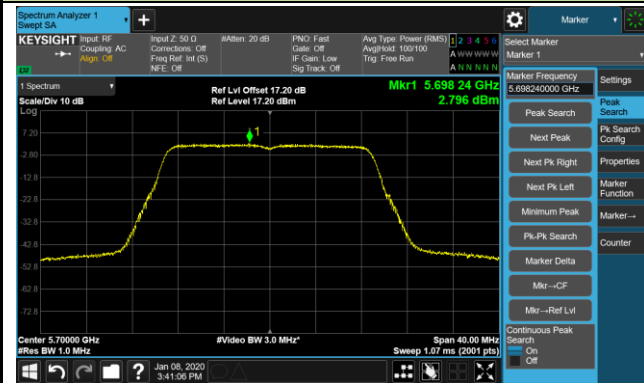 Spectrum Analyzer 1
Swept SA
Marker
KEYSIGHT
Input: RF
Coupling: AC
Align: Off
Input Z: 50 Ω
Corrections: Off
Freq Ref: Int (S)
NFE: Off
#Atten: 20 dB
PNO: Fast
Gate: Off
IF Gain: Low
Sig Track: Off
Avg Type: Power (RMS)
Avg|Hold: 100/100
Trig: Free Run
1 2 3 4 5 6
A W W W W W
A N N N N N
Select Marker
Marker 1
1 Spectrum
Scale/Div 10 dB
Ref Lvl Offset 17.20 dB
Ref Level 17.20 dBm
Mkr1 5.698 24 GHz
2.796 dBm
Log
7.20
-2.80
-12.8
-22.8
-32.8
-42.8
-52.8
-62.8
-72.8
1
Center 5.70000 GHz
#Res BW 1.0 MHz
#Video BW 3.0 MHz*
Span 40.00 MHz
Sweep 1.07 ms (2001 pts)
Marker Frequency
5.698240000 GHz
Peak Search
Next Peak
Next Pk Right
Next Pk Left
Minimum Peak
Pk-Pk Search
Marker Delta
Mkr→CF
Mkr→Ref Lvl
Continuous Peak
Search
On
Off
Settings
Peak
Search
Pk Search
Config
Properties
Marker
Function
Marker→
Counter
Jan 08, 2020
3:41:06 PM